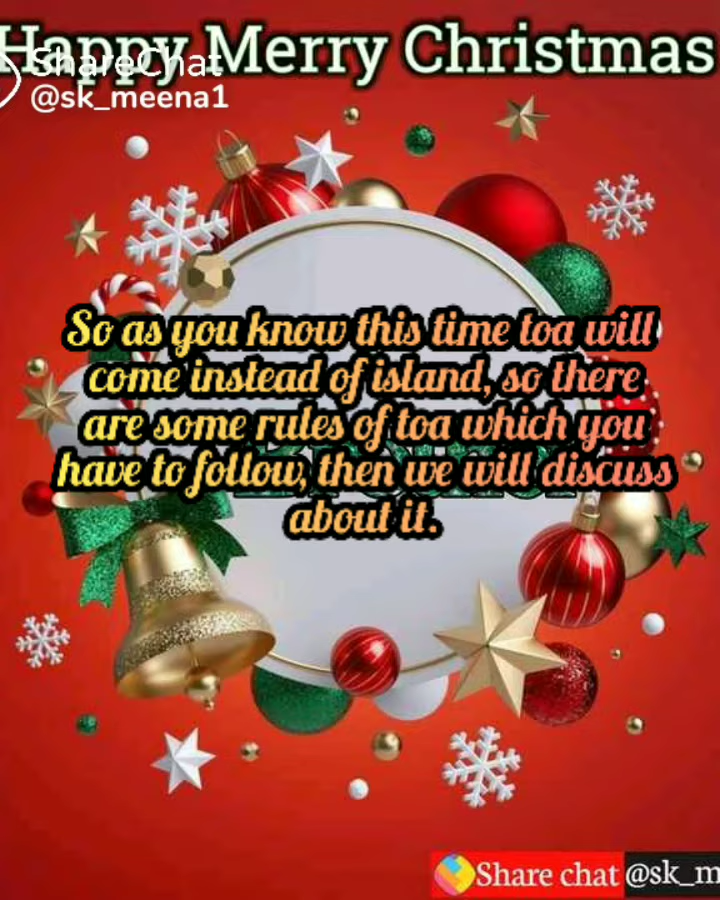 Happy Merry Christmas
ShareChat
@sk_meena1
So as you know this time toa will
come instead of island, so there
are some rules of toa which you
have to follow, then we will discuss
about it.
Share chat @sk_m